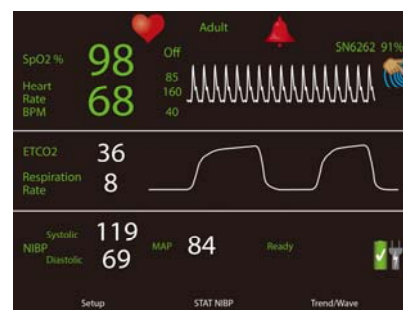 Adult
SpO2 % 98 Off SN6262 91%
85
Heart Rate BPM 68 160
40
ETCO2 36
Respiration Rate 8
Systolic 119
NIBP MAP 84 Ready
Diastolic 69
Setup STAT NIBP Trend/Wave